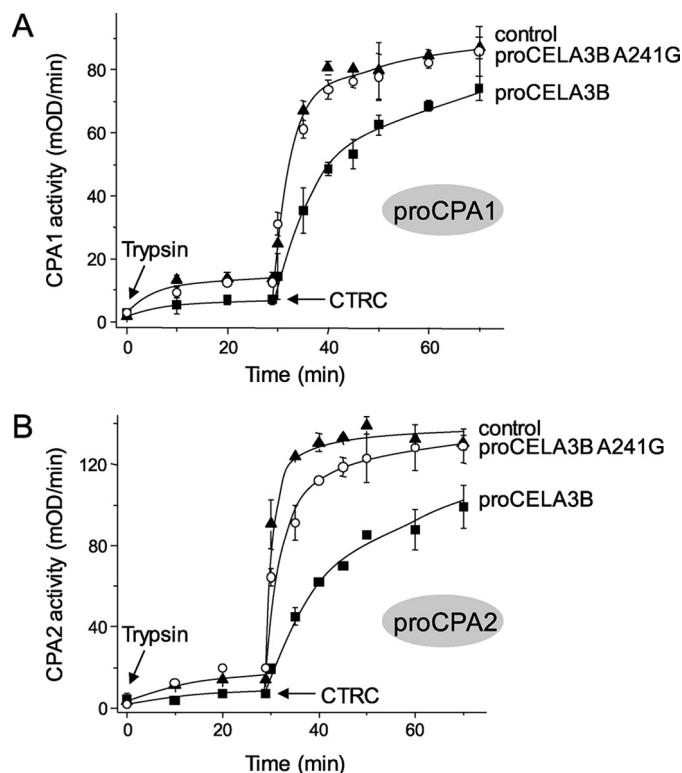 A
control
proCELA3B A241G
proCELA3B
proCPA1
CPA1 activity (mOD/min)
80
60
40
20
0
Trypsin
CTRC
0 20 40 60
Time (min)
B
control
proCELA3B A241G
proCELA3B
proCPA2
CPA2 activity (mOD/min)
120
80
40
0
Trypsin
CTRC
0 20 40 60
Time (min)